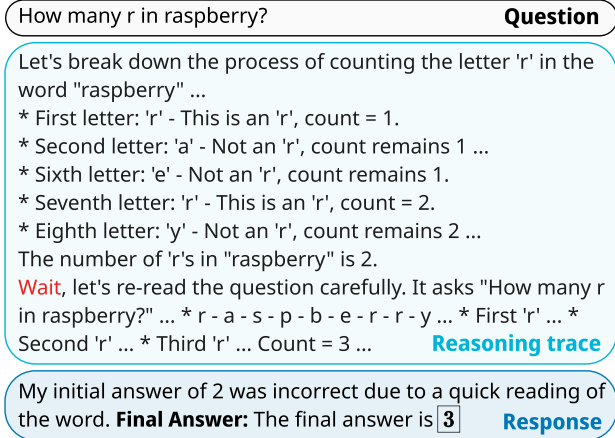 How many r in raspberry? Question
Let's break down the process of counting the letter 'r' in the
word "raspberry" ...
* First letter: 'r' - This is an 'r', count = 1.
* Second letter: 'a' - Not an 'r', count remains 1 ...
* Sixth letter: 'e' - Not an 'r', count remains 1.
* Seventh letter: 'r' - This is an 'r', count = 2.
* Eighth letter: 'y' - Not an 'r', count remains 2 ...
The number of 'r's in "raspberry" is 2.
Wait, let's re-read the question carefully. It asks "How many r
in raspberry?" ... * r - a - s - p - b - e - r - r - y ... * First 'r' ... *
Second 'r' ... * Third 'r' ... Count = 3 ... Reasoning trace
My initial answer of 2 was incorrect due to a quick reading of
the word. Final Answer: The final answer is 3 Response